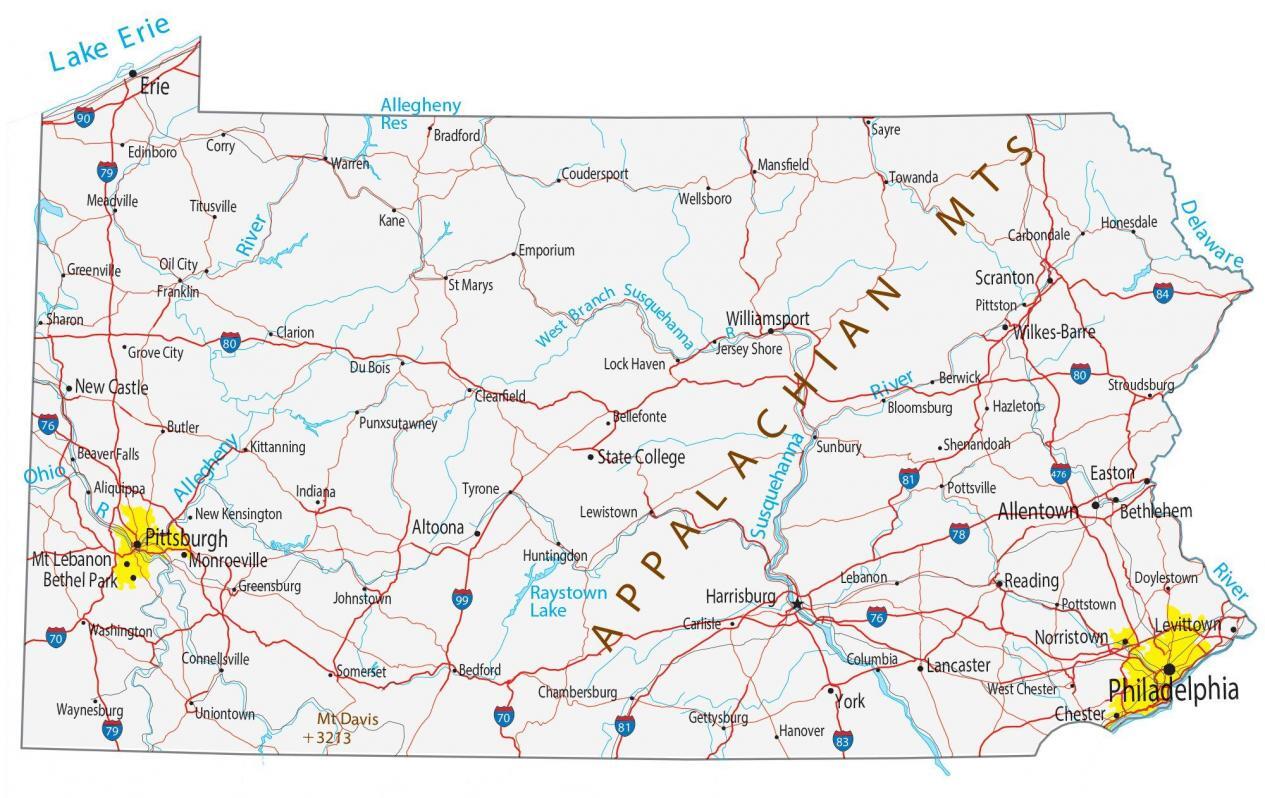 Lake Erie
Erie
90
Allegheny
Res
Bradford
Sayre
Edinboro
Corry
Warren
79
Coudersport
Mansfield
Wellsboro
Towanda
Meadville
Titusville
River
Kane
Carbondale
Honesdale
Delaware
Greenville
Oil City
Franklin
Emporium
St Marys
Scranton
Pittston
84
Sharon
80
Clarion
West Branch Susquehanna R
Williamsport
Jersey Shore
Wilkes-Barre
Grove City
Du Bois
Lock Haven
New Castle
Clearfield
River
Berwick
80
Stroudsburg
76
Punxsutawney
Bellefonte
Bloomsburg
Hazleton
Butler
Kittanning
State College
Sunbury
Shenandoah
Beaver Falls
Ohio
R
Allegheny
Aliquippa
Indiana
Tyrone
Susquehanna
81
476
Easton
Pottsville
New Kensington
Lewistown
Allentown
Bethlehem
Altoona
78
Pittsburgh
Mt Lebanon
Monroeville
Bethel Park
Huntingdon
Greensburg
Johnstown
99
Raystown
Lake
Harrisburg
Lebanon
Reading
Doylestown
River
Pottstown
Carlisle
76
Levittown
70
Washington
Norristown
APPALACHIAN MTS
Connellsville
Somerset
Bedford
Columbia
Lancaster
West Chester
Philadelphia
Chambersburg
York
Chester
Waynesburg
Uniontown
79
Mt Davis
+3213
70
81
Gettysburg
Hanover
83